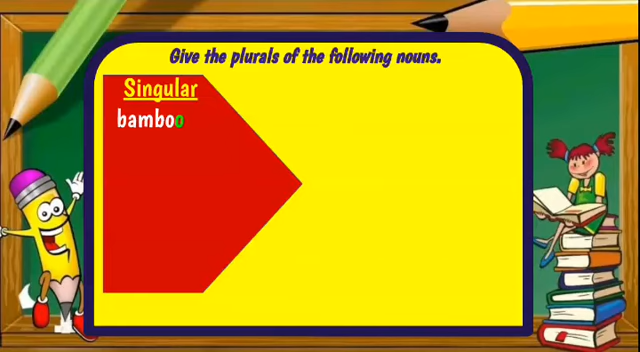 Give the plurals of the following nouns.
Singular
bamboo